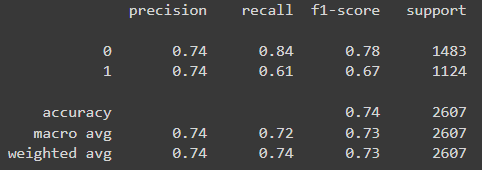 precision recall f1-score support
0 0.74 0.84 0.78 1483
1 0.74 0.61 0.67 1124
accuracy 0.74 2607
macro avg 0.74 0.72 0.73 2607
weighted avg 0.74 0.74 0.73 2607